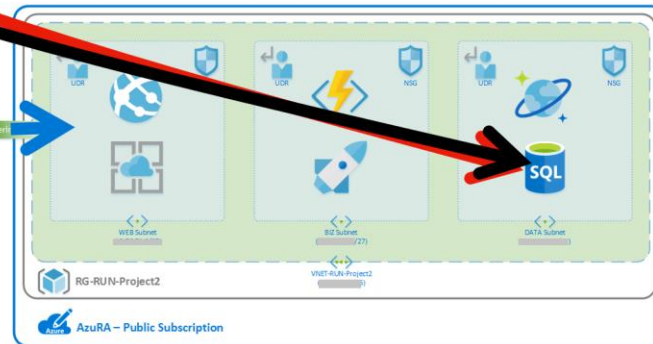 UDR
UDR
NSG
UDR
NSG
SQL
WEB Subnet
BIZ Subnet
DATA Subnet
( /27)
)
VNET-RUN-Project2
( )
RG-RUN-Project2
Azure
AzuRA – Public Subscription